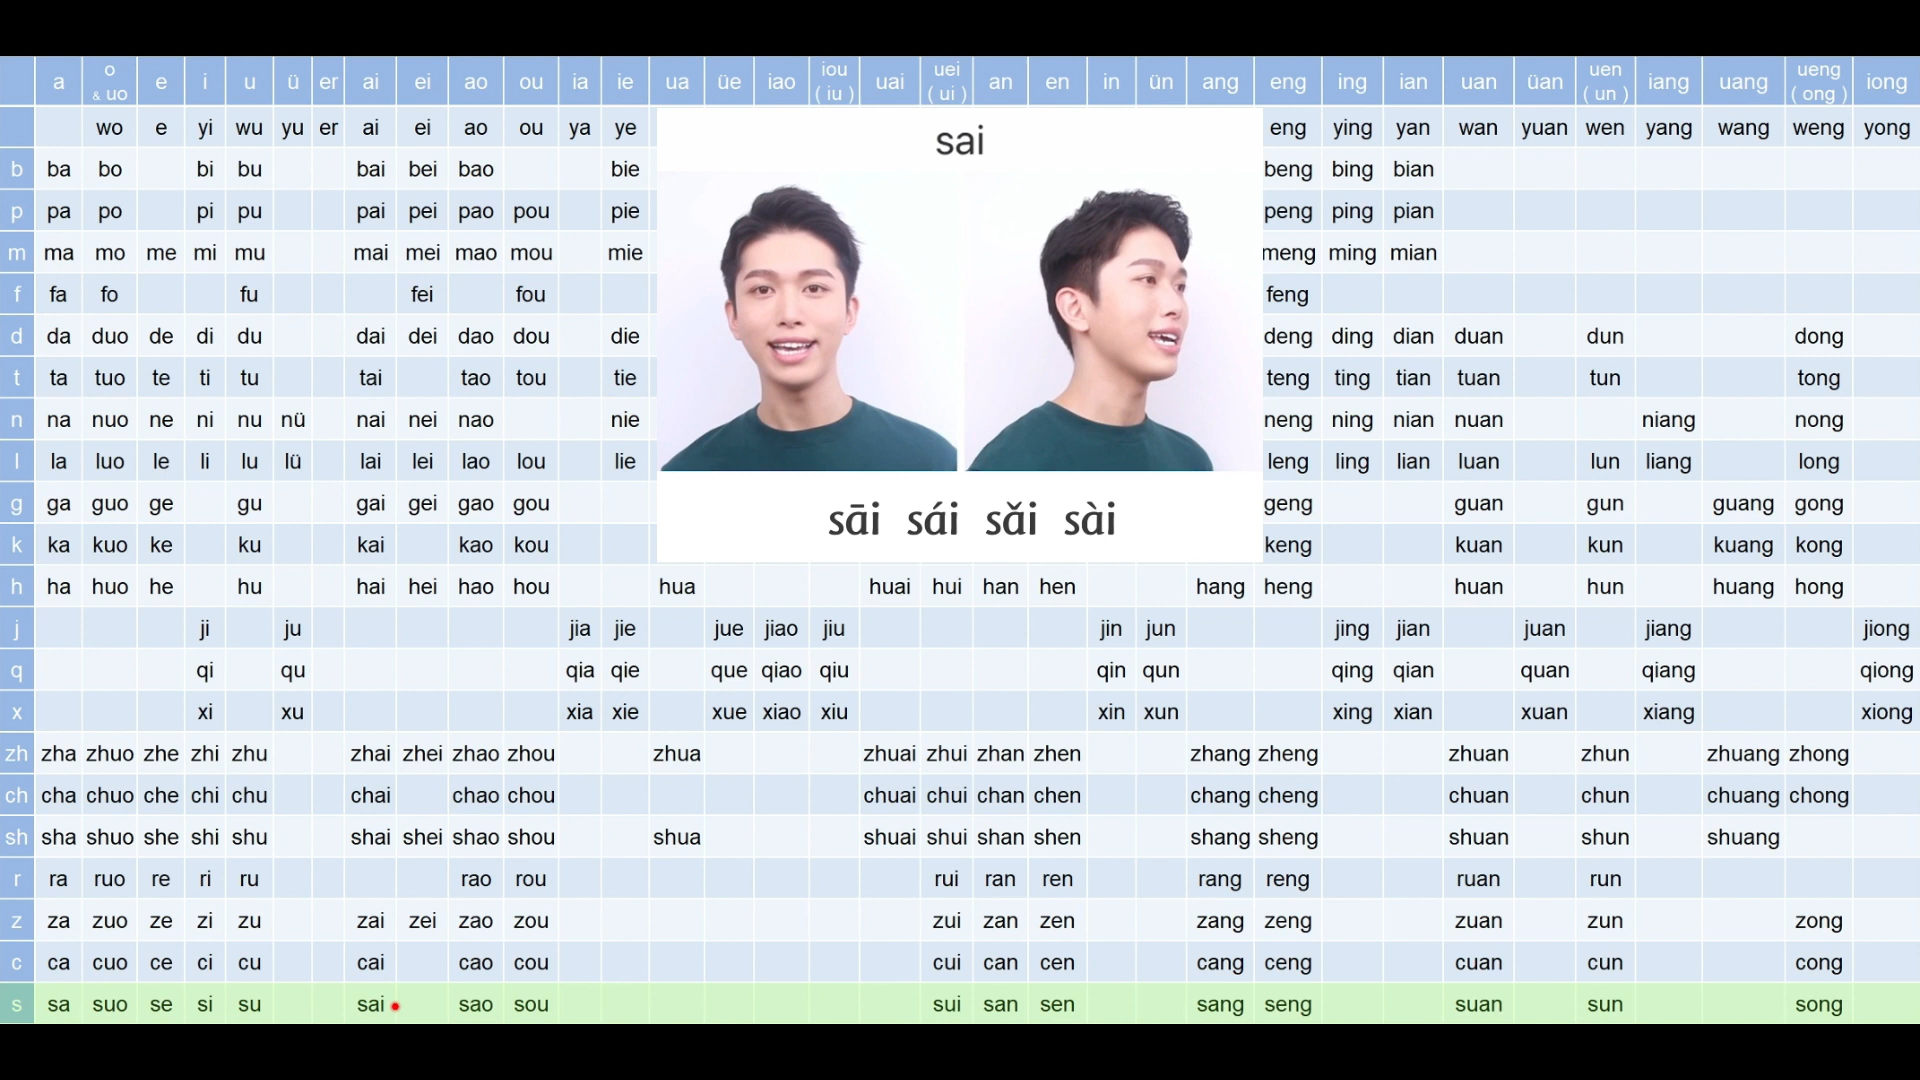 a o & uo e i u ü er ai ei ao ou ia ie ua üe iao iou ( iu ) uai uei ( ui ) an en in ün ang eng ing ian uan üan uen ( un ) iang uang ueng ( ong ) iong
wo e yi wu yu er ai ei ao ou ya ye eng ying yan wan yuan wen yang wang weng yong
sai
b ba bo bi bu bai bei bao bie beng bing bian
p pa po pi pu pai pei pao pou pie peng ping pian
m ma mo me mi mu mai mei mao mou mie meng ming mian
f fa fo fu fei fou feng
d da duo de di du dai dei dao dou die deng ding dian duan dun dong
t ta tuo te ti tu tai tao tou tie teng ting tian tuan tun tong
n na nuo ne ni nu nü nai nei nao nie neng ning nian nuan niang nong
l la luo le li lu lü lai lei lao lou lie leng ling lian luan lun liang long
g ga guo ge gu gai gei gao gou geng guan gun guang gong
sāi sái sǎi sài
k ka kuo ke ku kai kao kou keng kuan kun kuang kong
h ha huo he hu hai hei hao hou hua huai hui han hen hang heng huan hun huang hong
j ji ju jia jie jue jiao jiu jin jun jing jian juan jiang jiong
q qi qu qia qie que qiao qiu qin qun qing qian quan qiang qiong
x xi xu xia xie xue xiao xiu xin xun xing xian xuan xiang xiong
zh zha zhuo zhe zhi zhu zhai zhei zhao zhou zhua zhuai zhui zhan zhen zhang zheng zhuan zhun zhuang zhong
ch cha chuo che chi chu chai chao chou chuai chui chan chen chang cheng chuan chun chuang chong
sh sha shuo she shi shu shai shei shao shou shua shuai shui shan shen shang sheng shuan shun shuang
r ra ruo re ri ru rao rou rui ran ren rang reng ruan run
z za zuo ze zi zu zai zei zao zou zui zan zen zang zeng zuan zun zong
c ca cuo ce ci cu cai cao cou cui can cen cang ceng cuan cun cong
s sa suo se si su sai sao sou sui san sen sang seng suan sun song